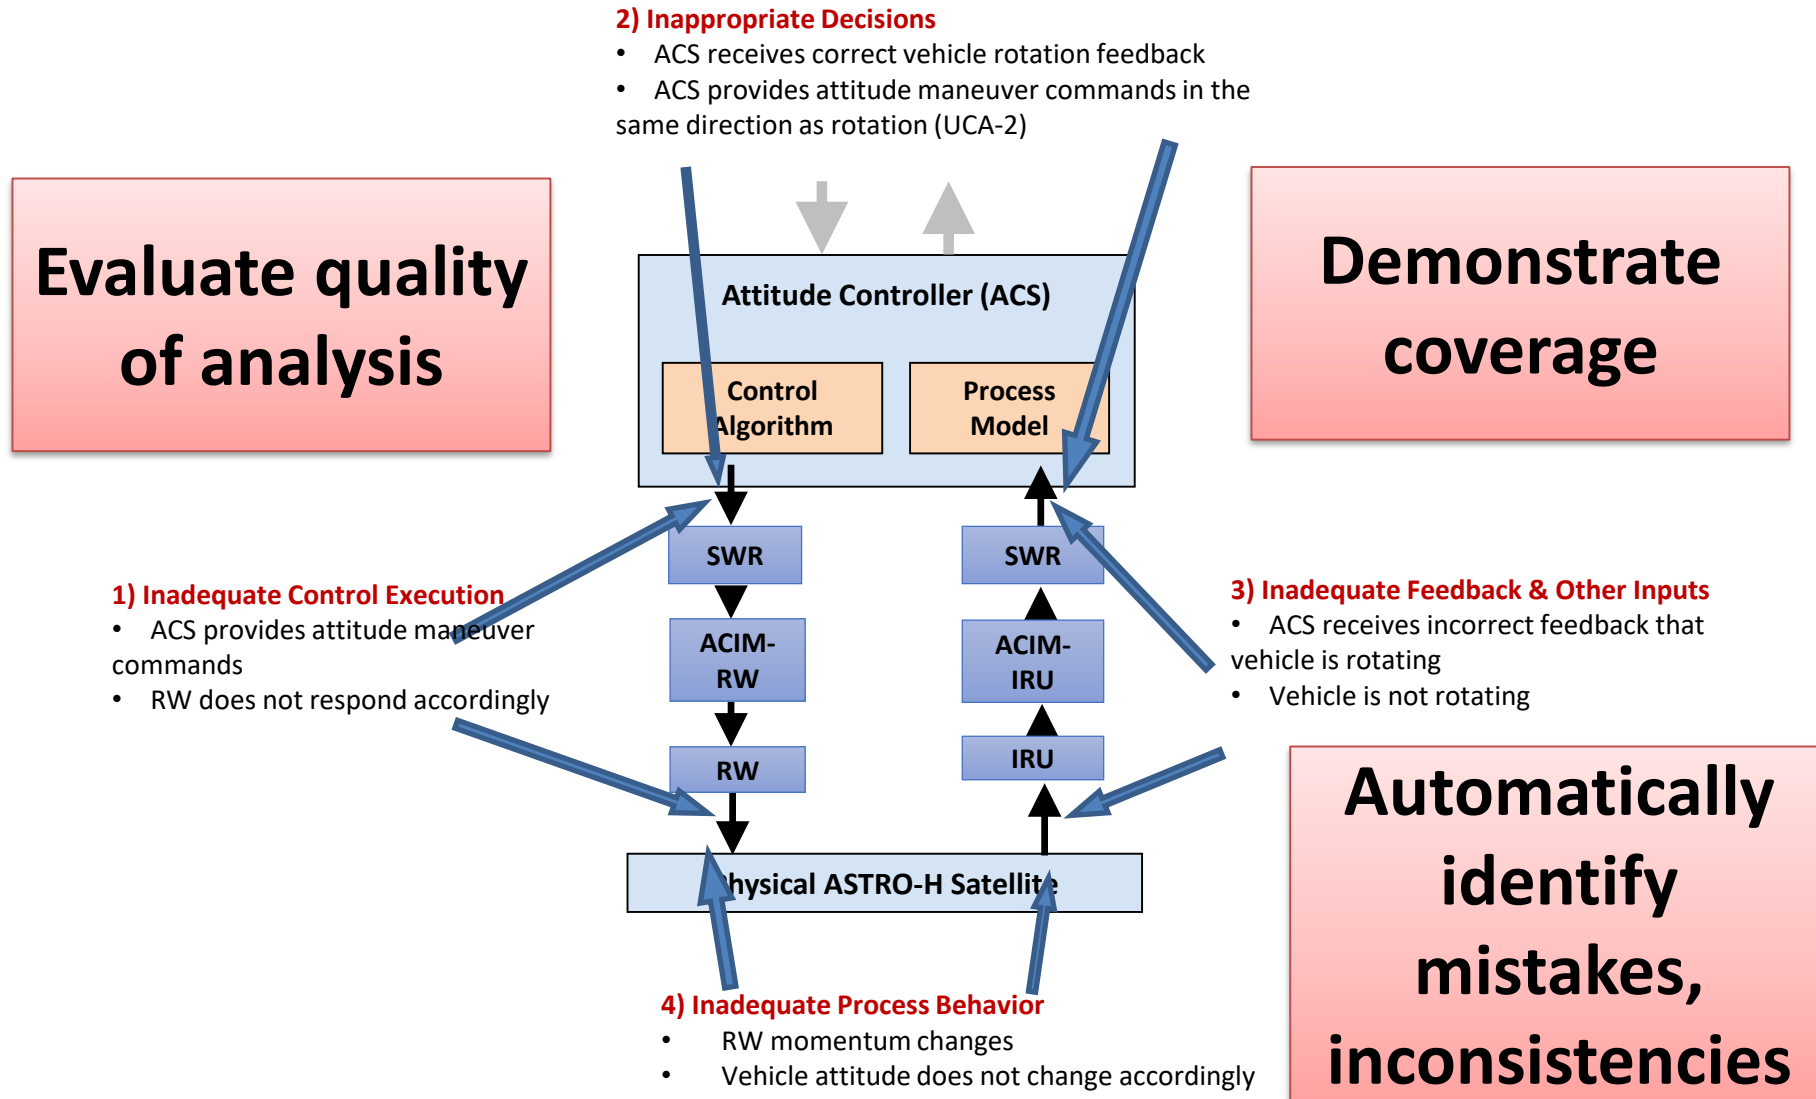 2) Inappropriate Decisions
• ACS receives correct vehicle rotation feedback
• ACS provides attitude maneuver commands in the
same direction as rotation (UCA-2)
Evaluate quality
of analysis
Demonstrate
coverage
Attitude Controller (ACS)
Control
Algorithm
Process
Model
SWR
ACIM-
RW
RW
SWR
ACIM-
IRU
IRU
Physical ASTRO-H Satellite
1) Inadequate Control Execution
• ACS provides attitude maneuver
commands
• RW does not respond accordingly
3) Inadequate Feedback & Other Inputs
• ACS receives incorrect feedback that
vehicle is rotating
• Vehicle is not rotating
4) Inadequate Process Behavior
• RW momentum changes
• Vehicle attitude does not change accordingly
Automatically
identify
mistakes,
inconsistencies